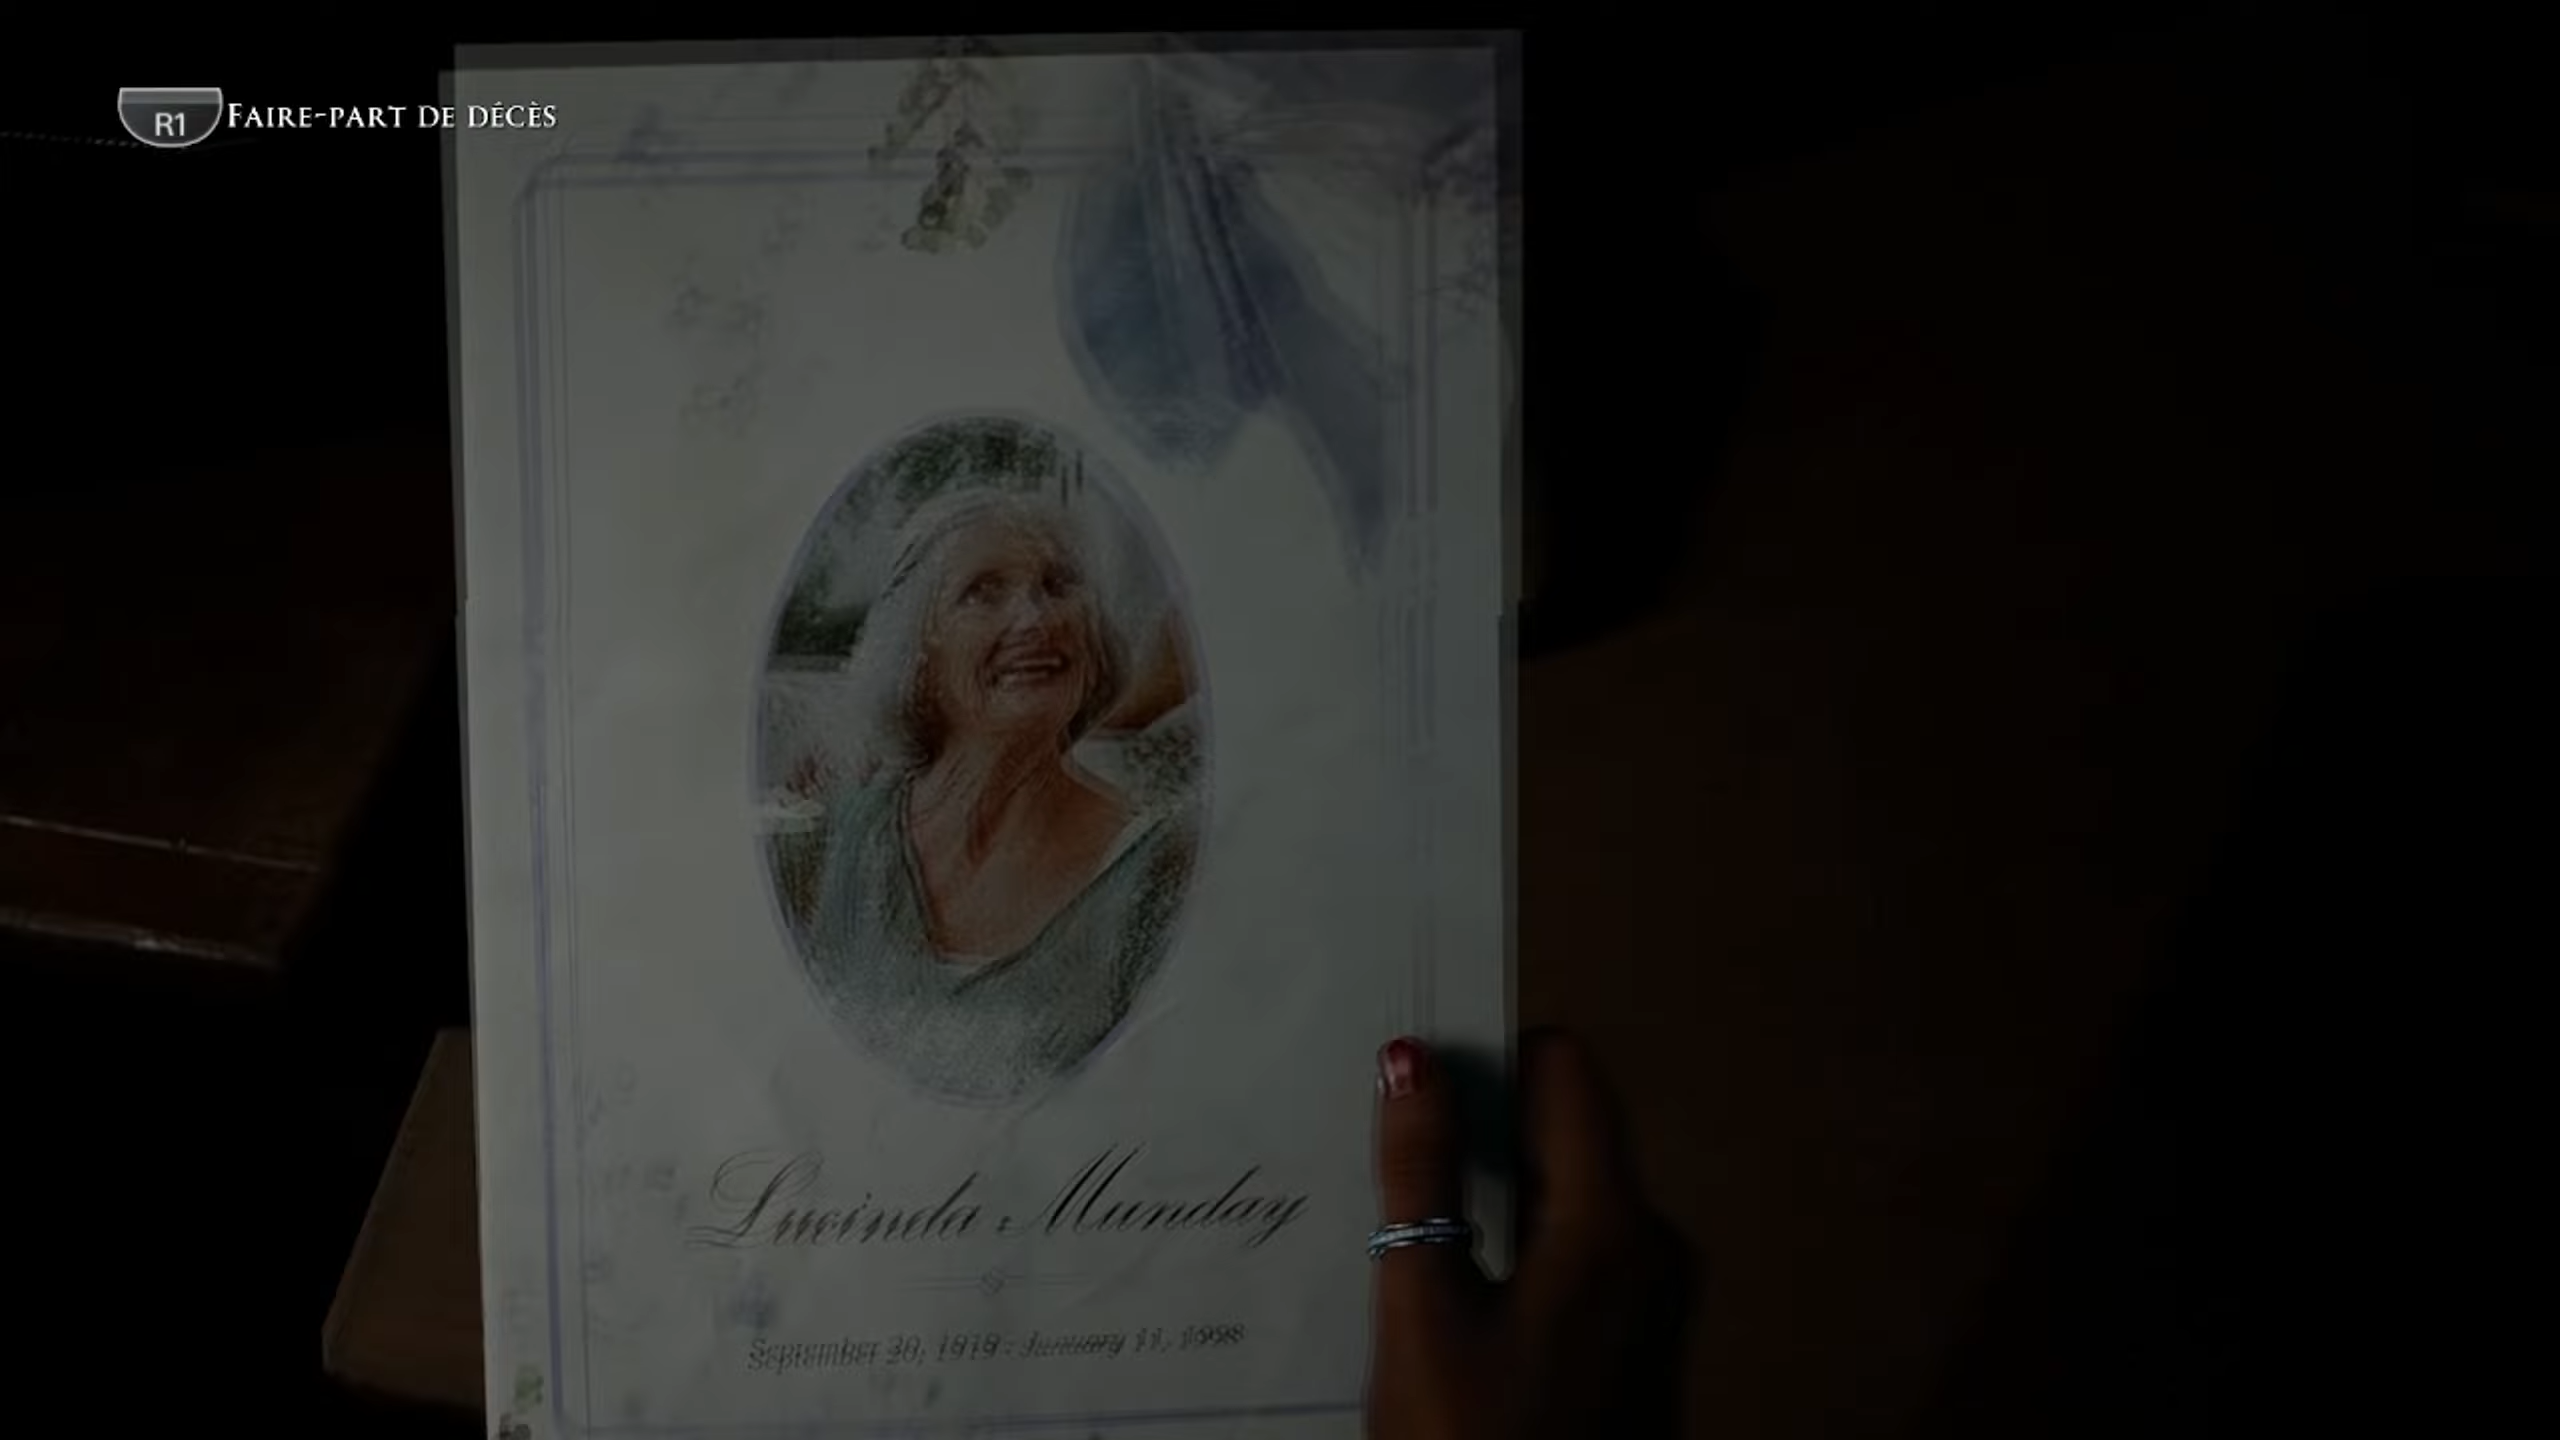 R1 FAIRE-PART DE DÉCÈS
Lucinda Munday
September 20, 1919 - January 11, 1998